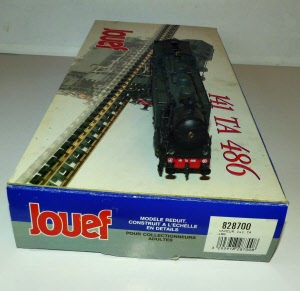 Jouef
141 TA 486
Jouef
MODELE REDUIT,
CONSTRUIT A L'ECHELLE
EN DETAILS
POUR COLLECTIONNEURS
ADULTES
828700